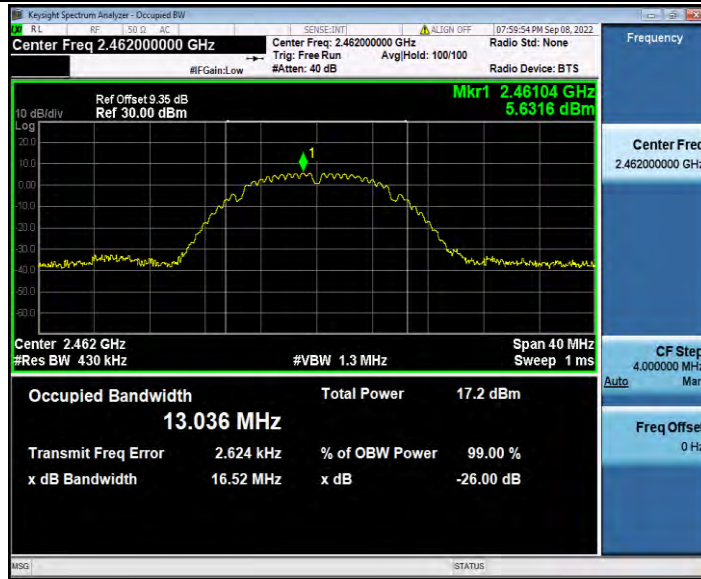 Keysight Spectrum Analyzer - Occupied BW
RL RF 50 Ω AC SENSE:INT ALIGN OFF 07:59:54 PM Sep 08, 2022
Center Freq 2.462000000 GHz
#IFGain:Low
Center Freq: 2.462000000 GHz
Trig: Free Run Avg|Hold: 100/100
#Atten: 40 dB
Radio Std: None
Radio Device: BTS
Ref Offset 9.35 dB
10 dB/div Ref 30.00 dBm
Mkr1 2.46104 GHz
5.6316 dBm
Log
20.0
10.0
0.00
-10.0
-20.0
-30.0
-40.0
-50.0
-60.0
1
Center 2.462 GHz Span 40 MHz
#Res BW 430 kHz #VBW 1.3 MHz Sweep 1 ms
Occupied Bandwidth Total Power 17.2 dBm
13.036 MHz
Transmit Freq Error 2.624 kHz % of OBW Power 99.00 %
x dB Bandwidth 16.52 MHz x dB -26.00 dB
MSG STATUS
Frequency
Center Freq
2.462000000 GHz
CF Step
4.000000 MHz
Auto Man
Freq Offset
0 Hz